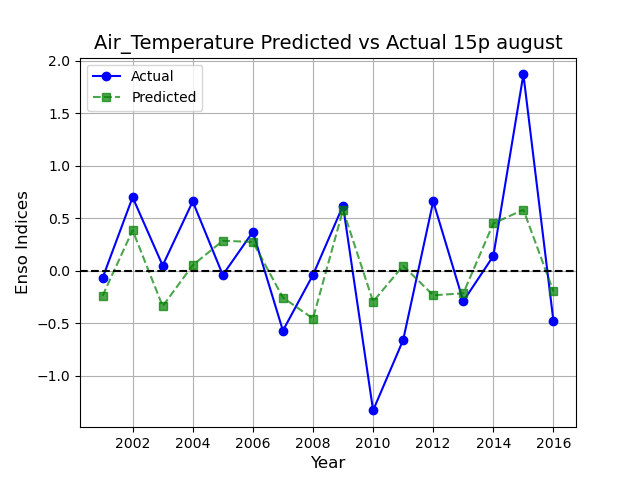 Air_Temperature Predicted vs Actual 15p august
Actual
Predicted
Enso Indices
2.0
1.5
1.0
0.5
0.0
−0.5
−1.0
2002 2004 2006 2008 2010 2012 2014 2016
Year